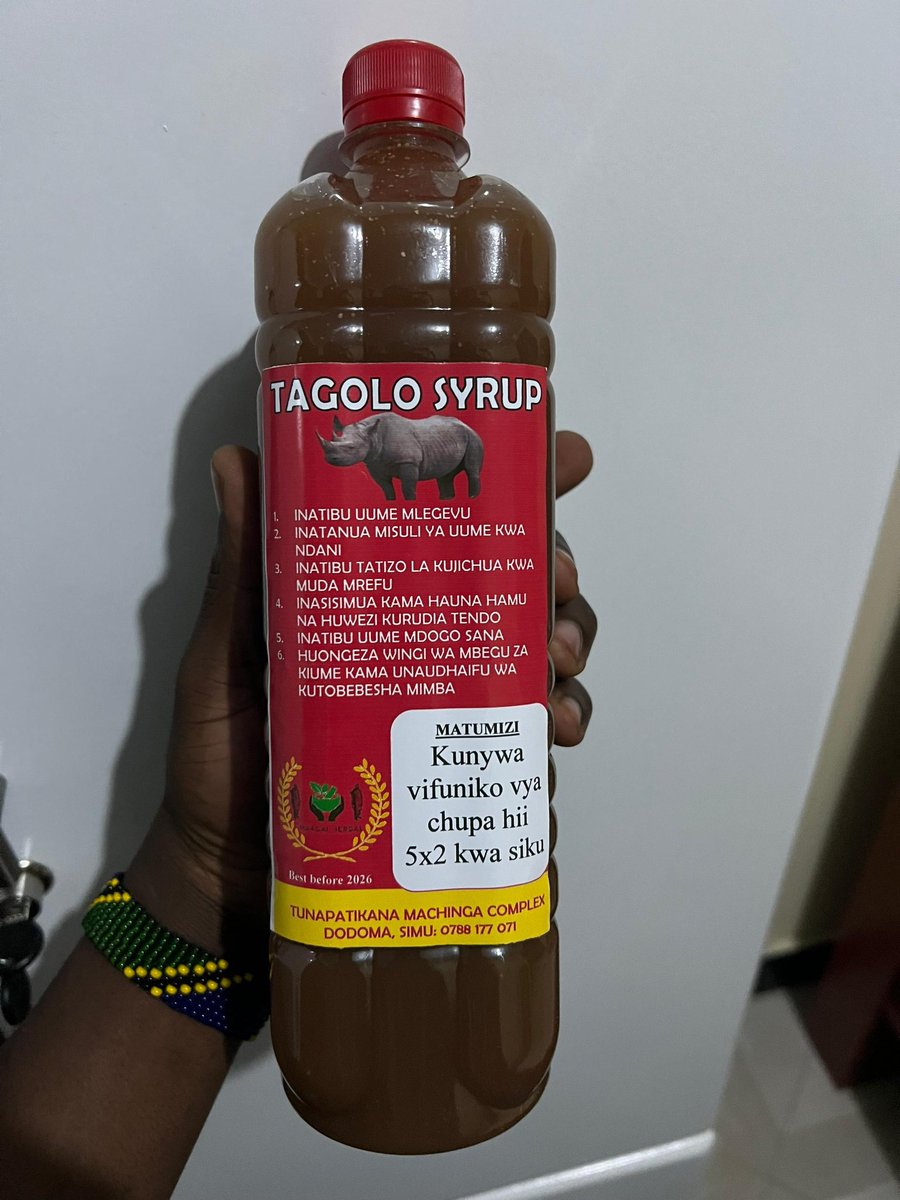 TAGOLO SYRUP
1. INATIBU UUME MLEGEVU
2. INATANUA MISULI YA UUME KWA
NDANI
3. INATIBU TATIZO LA KUJICHUA KWA
MUDA MREFU
4. INASISIMUA KAMA HAUNA HAMU
NA HUWEZI KURUDIA TENDO
5. INATIBU UUME MDOGO SANA
6. HUONGEZA WINGI WA MBEGU ZA
KIUME KAMA UNAUDHAIFU WA
KUTOBEBESHA MIMBA
MATUMIZI
Kunywa
vifuniko vya
chupa hii
5x2 kwa siku
Best before 2026
TUNAPATIKANA MACHINGA COMPLEX
DODOMA, SIMU: 0788 177 071